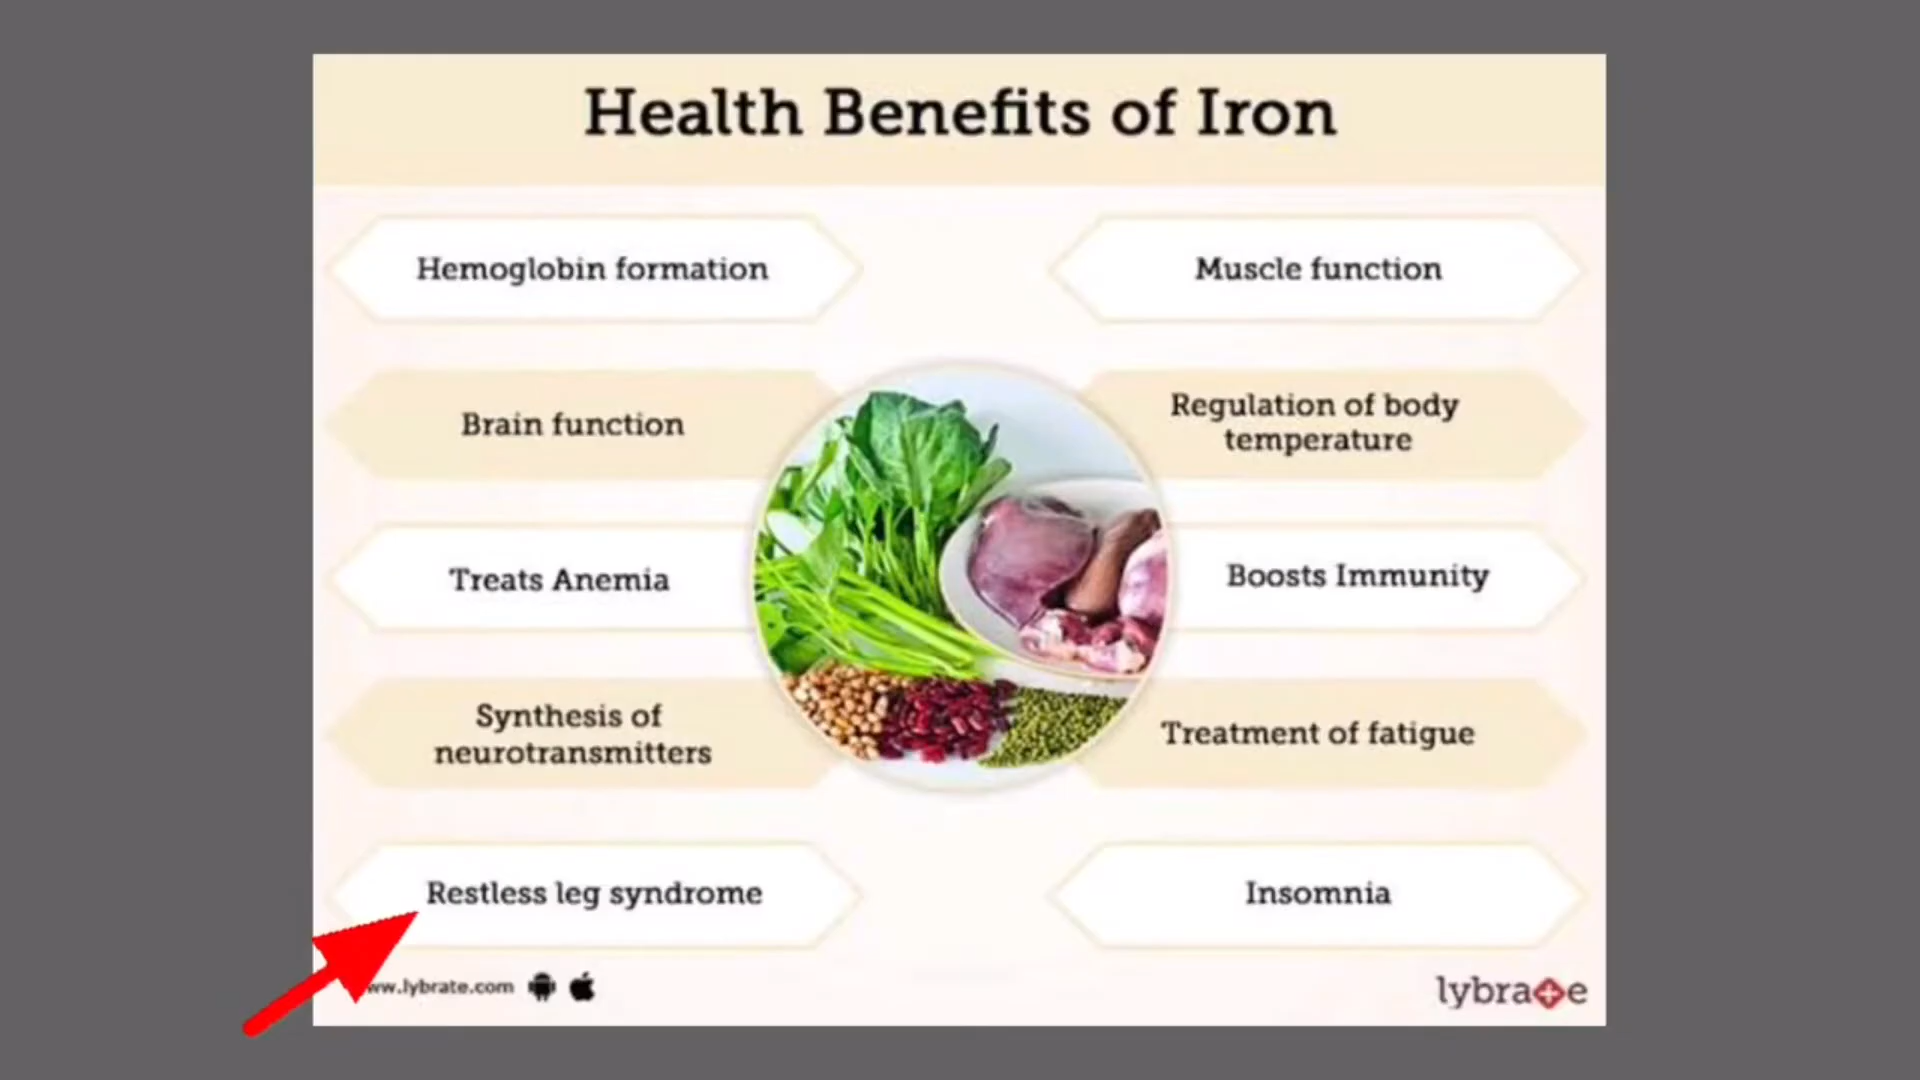 Health Benefits of Iron
Hemoglobin formation
Muscle function
Brain function
Regulation of body
temperature
Treats Anemia
Boosts Immunity
Synthesis of
neurotransmitters
Treatment of fatigue
Restless leg syndrome
Insomnia
ww.lybrate.com
lybrate